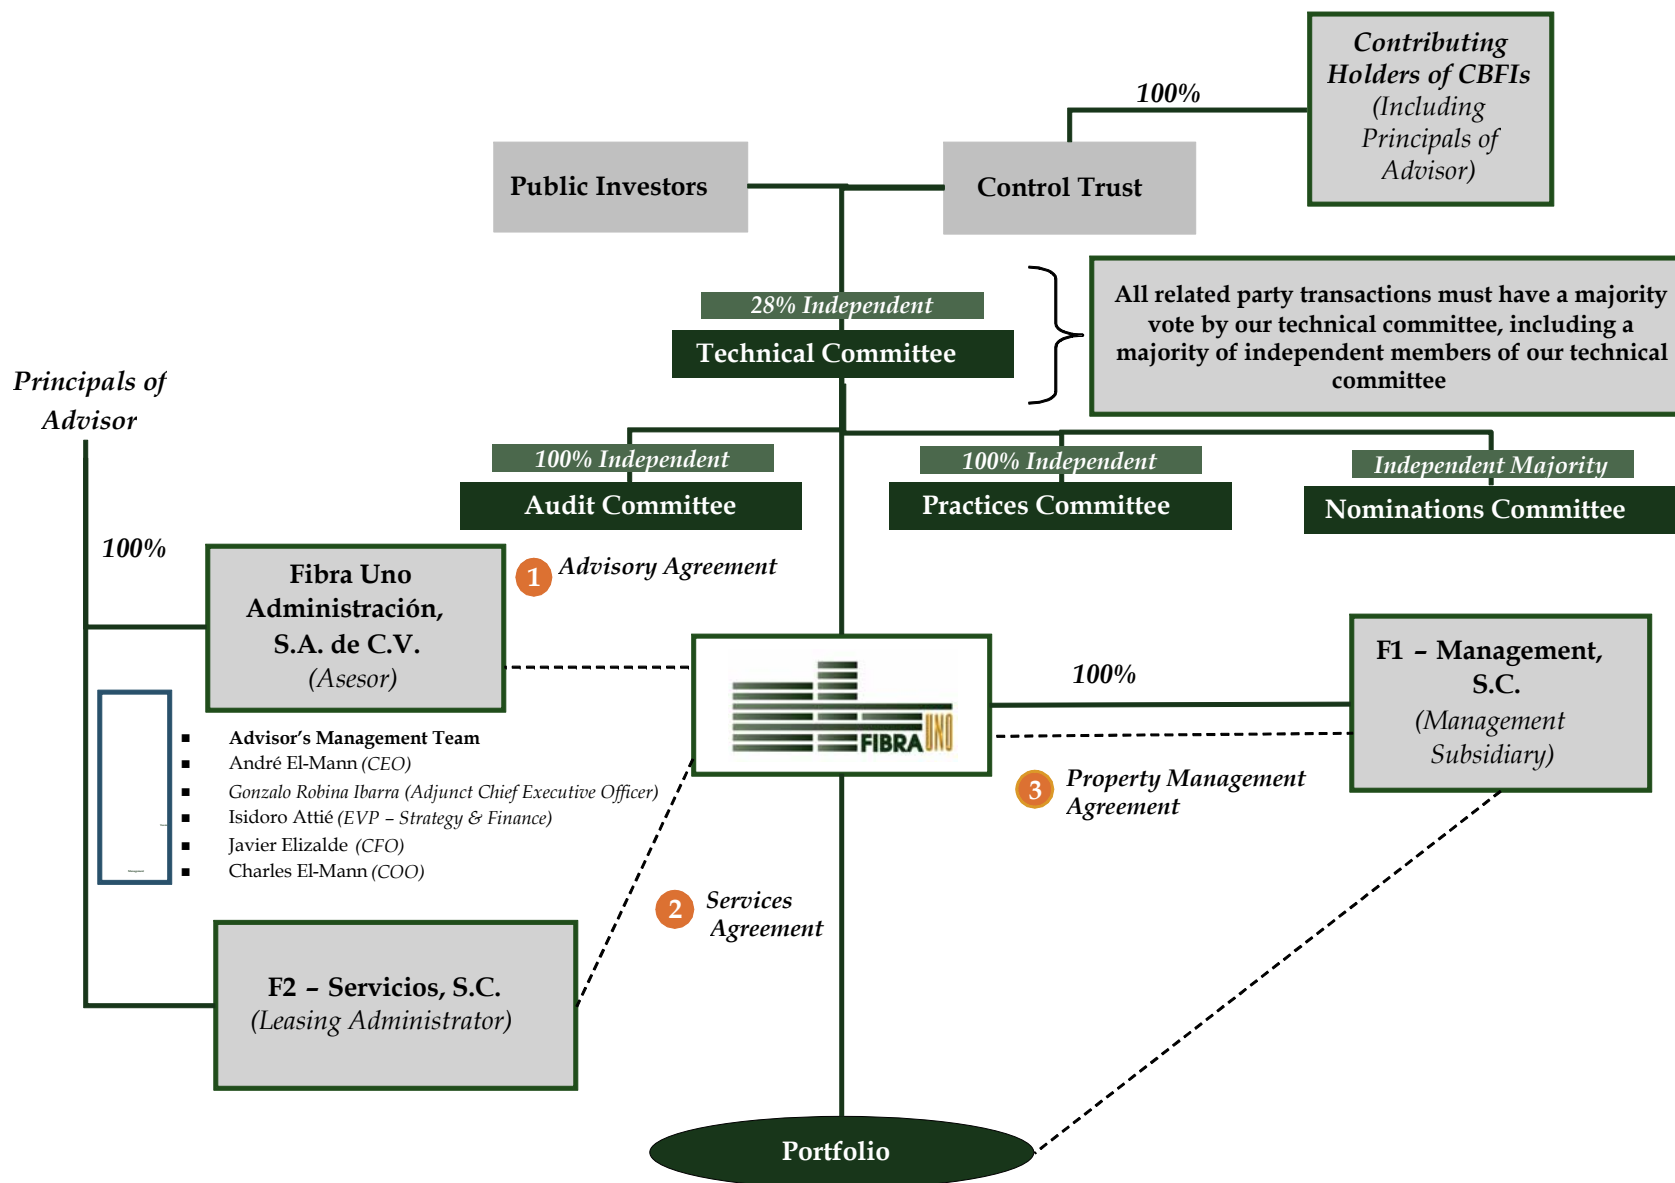 Contributing
Holders of CBFIs
(Including
Principals of
Advisor)
100%
Public Investors
Control Trust
28% Independent
Technical Committee
All related party transactions must have a majority
vote by our technical committee, including a
majority of independent members of our technical
committee
Principals of
Advisor
100% Independent
Audit Committee
100% Independent
Practices Committee
Independent Majority
Nominations Committee
100%
Fibra Uno
Administración,
S.A. de C.V.
(Asesor)
1 Advisory Agreement
FIBRA UNO
100%
F1 – Management,
S.C.
(Management
Subsidiary)
▪ Advisor's Management Team
▪ André El-Mann (CEO)
▪ Gonzalo Robina Ibarra (Adjunct Chief Executive Officer)
▪ Isidoro Attié (EVP – Strategy & Finance)
▪ Javier Elizalde (CFO)
▪ Charles El-Mann (COO)
3 Property Management
Agreement
2 Services
Agreement
F2 – Servicios, S.C.
(Leasing Administrator)
Portfolio